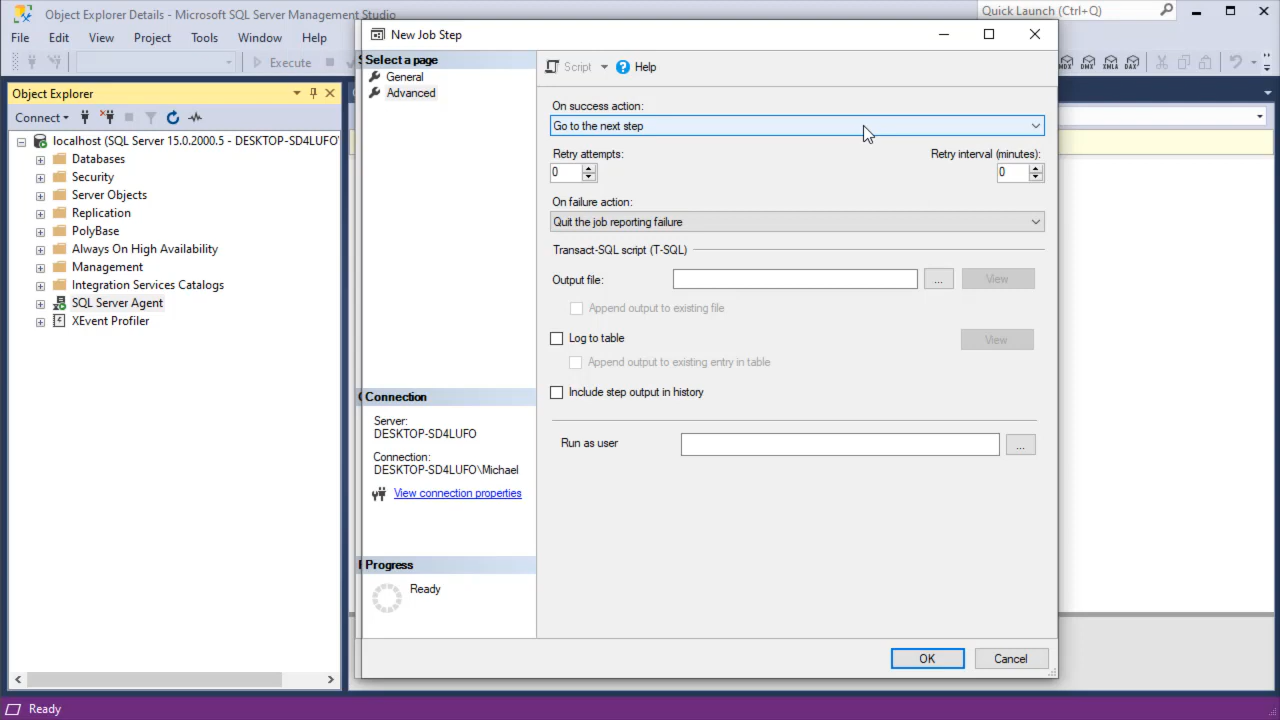 Object Explorer Details - Microsoft SQL Server Management Studio
Quick Launch (Ctrl+Q)
File Edit View Project Tools Window Help
Execute
Object Explorer
Connect
localhost (SQL Server 15.0.2000.5 - DESKTOP-SD4LUFO
Databases
Security
Server Objects
Replication
PolyBase
Always On High Availability
Management
Integration Services Catalogs
SQL Server Agent
XEvent Profiler
New Job Step
Select a page
General
Advanced
Script Help
On success action:
Go to the next step
Retry attempts: Retry interval (minutes):
0 0
On failure action:
Quit the job reporting failure
Transact-SQL script (T-SQL)
Output file: ... View
Append output to existing file
Log to table View
Append output to existing entry in table
Include step output in history
Run as user ...
Connection
Server:
DESKTOP-SD4LUFO
Connection:
DESKTOP-SD4LUFO\Michael
View connection properties
Progress
Ready
OK Cancel
MDX DMX XMLA DAX
Ready